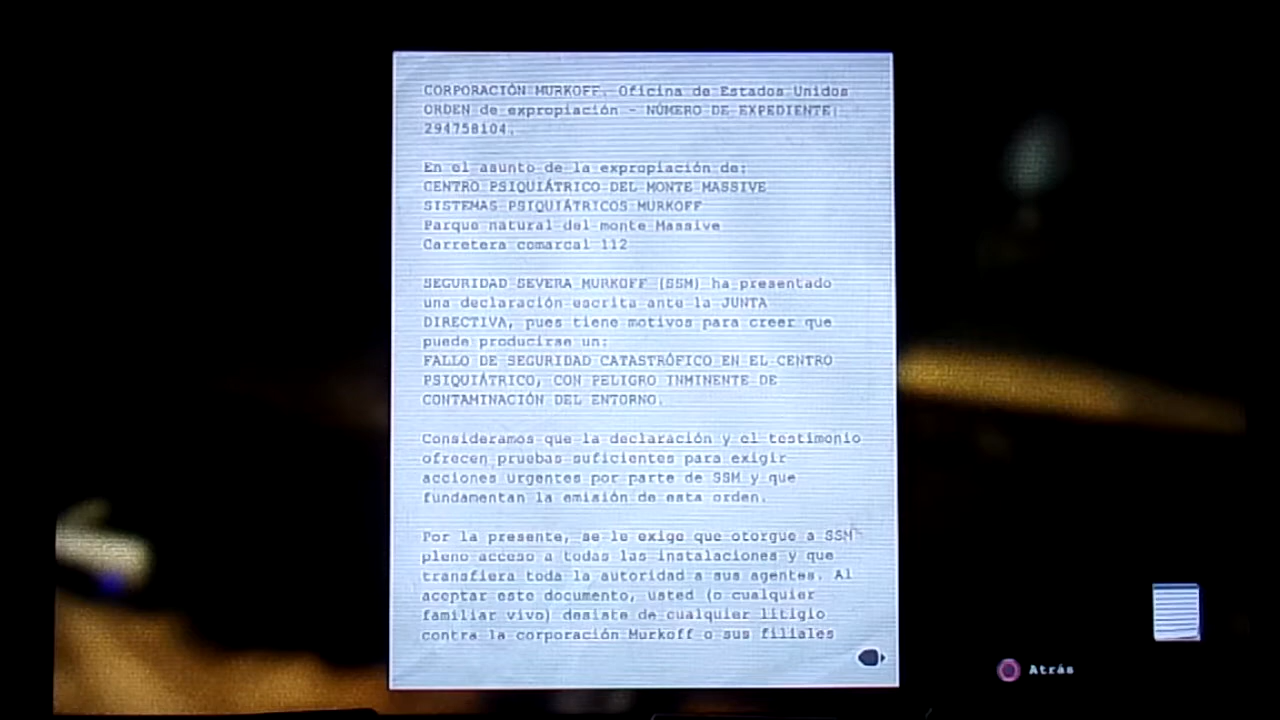 CORPORACIÓN MURKOFF. Oficina de Estados Unidos
ORDEN de expropiación - NÚMERO DE EXPEDIENTE:
294758104.
En el asunto de la expropiación de:
CENTRO PSIQUIÁTRICO DEL MONTE MASSIVE
SISTEMAS PSIQUIÁTRICOS MURKOFF
Parque natural del monte Massive
Carretera comarcal 112
SEGURIDAD SEVERA MURKOFF (SSM) ha presentado
una declaración escrita ante la JUNTA
DIRECTIVA, pues tiene motivos para creer que
puede producirse un:
FALLO DE SEGURIDAD CATASTRÓFICO EN EL CENTRO
PSIQUIÁTRICO, CON PELIGRO INMINENTE DE
CONTAMINACIÓN DEL ENTORNO.
Consideramos que la declaración y el testimonio
ofrecen pruebas suficientes para exigir
acciones urgentes por parte de SSM y que
fundamentan la emisión de esta orden.
Por la presente, se le exige que otorgue a SSM
pleno acceso a todas las instalaciones y que
transfiera toda la autoridad a sus agentes. Al
aceptar este documento, usted (o cualquier
familiar vivo) desiste de cualquier litigio
contra la corporación Murkoff o sus filiales
Atrás